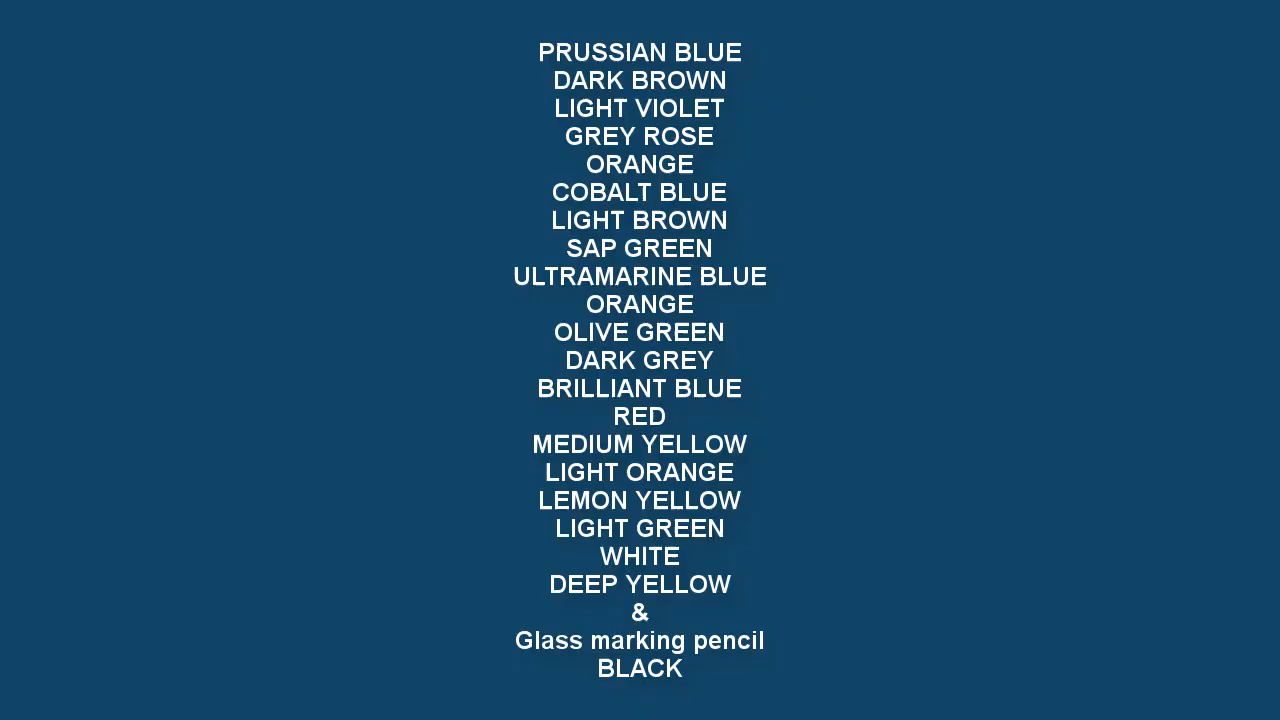 PRUSSIAN BLUE
DARK BROWN
LIGHT VIOLET
GREY ROSE
ORANGE
COBALT BLUE
LIGHT BROWN
SAP GREEN
ULTRAMARINE BLUE
ORANGE
OLIVE GREEN
DARK GREY
BRILLIANT BLUE
RED
MEDIUM YELLOW
LIGHT ORANGE
LEMON YELLOW
LIGHT GREEN
WHITE
DEEP YELLOW
&
Glass marking pencil
BLACK